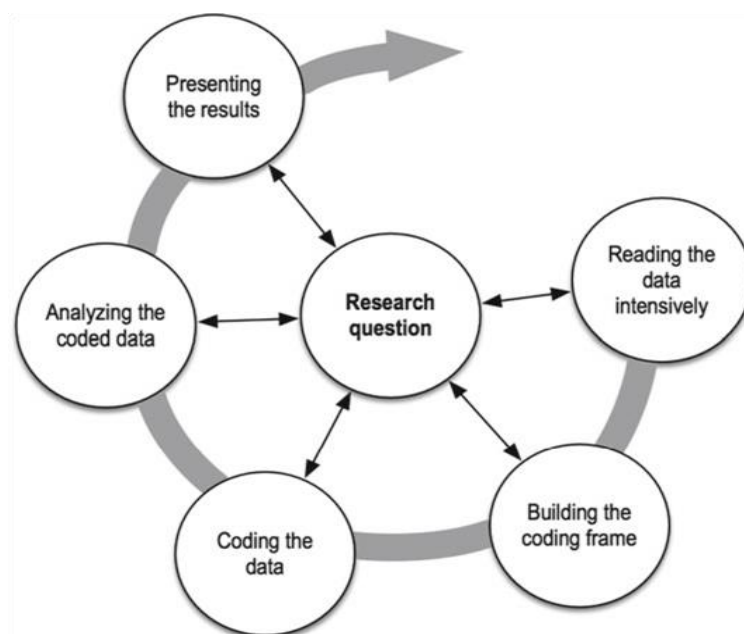 Presenting
the results
Reading the
data
intensively
Research
question
Analyzing the
coded data
Building the
coding frame
Coding the
data